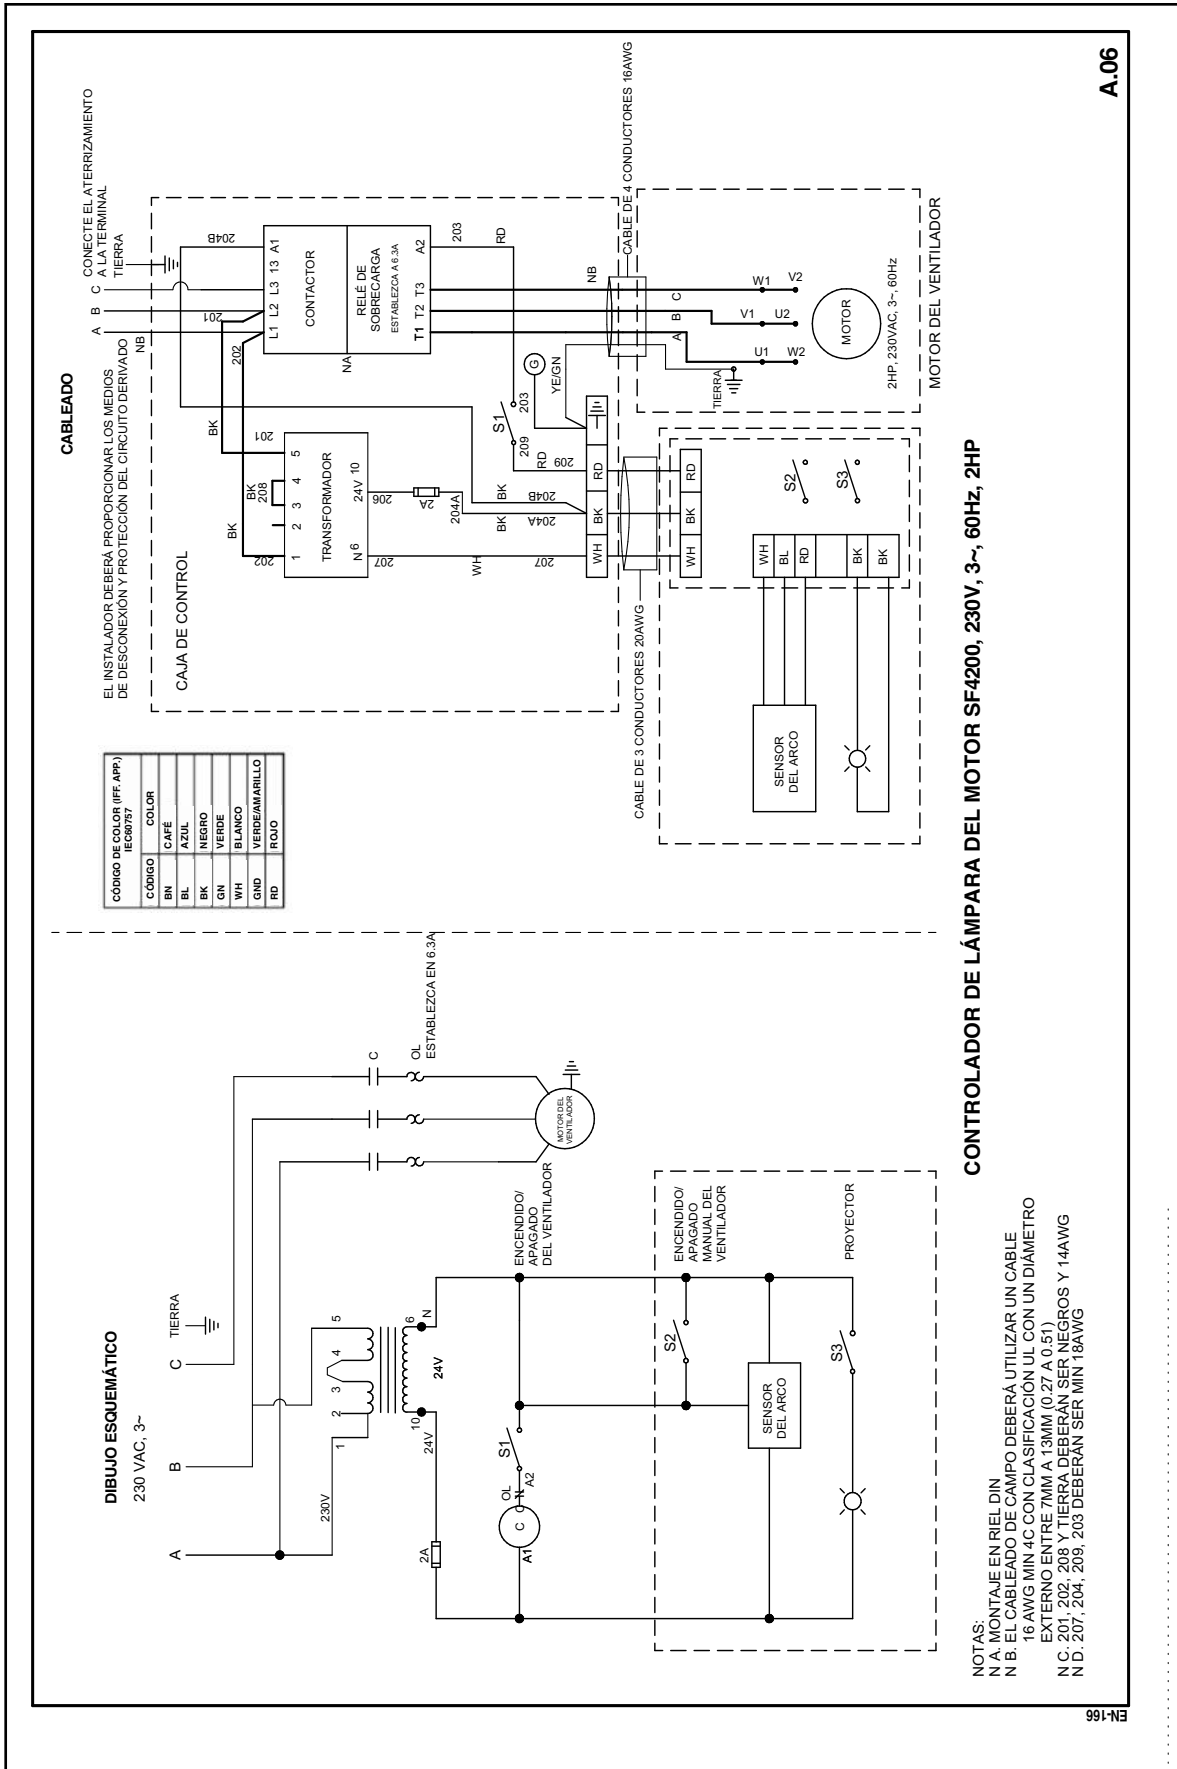 DIBUJO ESQUEMÁTICO
230 VAC, 3~
A
B
C
TIERRA
230V
1
2
3
4
5
10
6
24V
24V
N
2A
C
OL
ESTABLEZCA EN 6.3A
MOTOR DEL
VENTILADOR
ENCENDIDO/
APAGADO
DEL VENTILADOR
S1
OL
A2
C
A1
ENCENDIDO/
APAGADO
MANUAL DEL
VENTILADOR
S2
SENSOR
DEL ARCO
PROYECTOR
S3
NOTAS:
N A. MONTAJE EN RIEL DIN
N B. EL CABLEADO DE CAMPO DEBERÁ UTILIZAR UN CABLE
16 AWG MIN 4C CON CLASIFICACIÓN UL CON UN DIÁMETRO
EXTERNO ENTRE 7MM A 13MM (0.27 A 0.51)
N C. 201, 202, 208 Y TIERRA DEBERÁN SER NEGROS Y 14AWG
N D. 207, 204, 209, 203 DEBERÁN SER MIN 18AWG
CÓDIGO DE COLOR (IFF. APP.)
IEC60757
CÓDIGO COLOR
BN CAFÉ
BL AZUL
BK NEGRO
GN VERDE
WH BLANCO
GND VERDE/AMARILLO
RD ROJO
CABLEADO
EL INSTALADOR DEBERÁ PROPORCIONAR LOS MEDIOS
DE DESCONEXIÓN Y PROTECCIÓN DEL CIRCUITO DERIVADO
NB
A
B
C
CONECTE EL ATERRIZAMIENTO
A LA TERMINAL
TIERRA
CAJA DE CONTROL
BK
201
202
204B
L1 L2 L3 13 A1
CONTACTOR
RELÉ DE
SOBRECARGA
ESTABLEZCA A 6.3A
T1 T2 T3 A2
NA
BK
202
BK
208
201
1 2 3 4 5
TRANSFORMADOR
N 6
24V 10
207
206
2A
204A
WH
BK
BK
207
204A
204B
S1
209
203
RD
209
203
RD
G
YE/GN
NB
WH BK RD
CABLE DE 3 CONDUCTORES 20AWG
CABLE DE 4 CONDUCTORES 16AWG
WH BK RD
A
B
C
TIERRA
U1
W2
V1
U2
W1
V2
MOTOR
2HP, 230VAC, 3~, 60Hz
MOTOR DEL VENTILADOR
S2
S3
WH
BL
RD
BK
BK
SENSOR
DEL ARCO
CONTROLADOR DE LÁMPARA DEL MOTOR SF4200, 230V, 3~, 60Hz, 2HP
A.06
EN-166